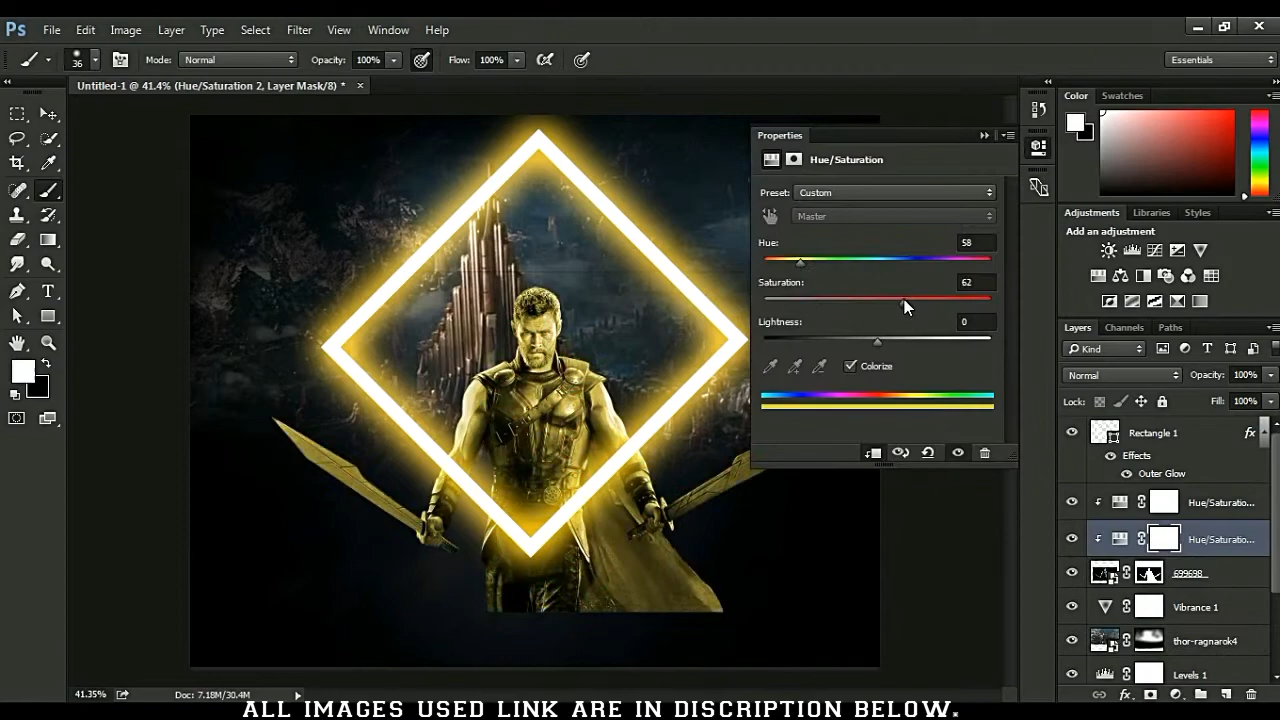 Ps File Edit Image Layer Type Select Filter View Window Help
36 Mode: Normal Opacity: 100% Flow: 100% Essentials
Untitled-1 @ 41.4% (Hue/Saturation 2, Layer Mask/8) *
Color Swatches
Properties
Hue/Saturation
Preset: Custom
Master
Hue: 58
Saturation: 62
Lightness: 0
Colorize
Adjustments Libraries Styles
Add an adjustment
Layers Channels Paths
Kind
Normal Opacity: 100%
Lock: Fill: 100%
Rectangle 1 fx
Effects
Outer Glow
Hue/Saturatio...
Hue/Saturatio...
699698_
Vibrance 1
thor-ragnarok4
Levels 1
41.35% Doc: 7.18M/30.4M fx
ALL IMAGES USED LINK ARE IN DISCRIPTION BELOW.